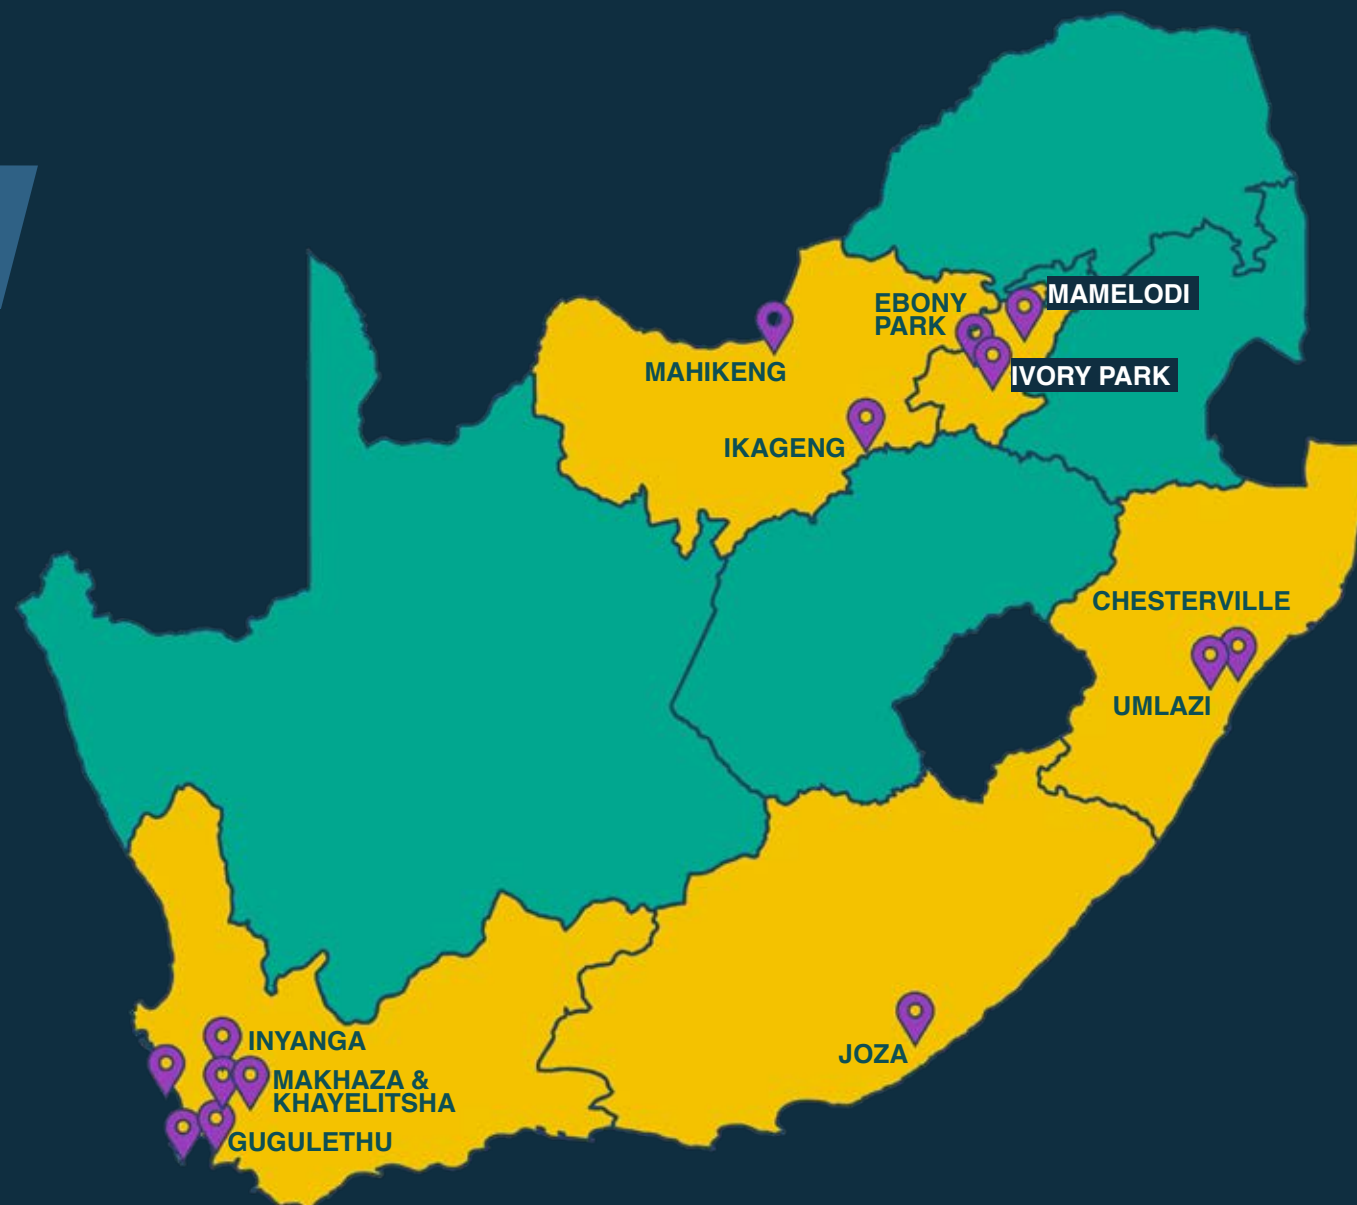 MAMELODI
EBONY
PARK
MAHIKENG
IVORY PARK
IKAGENG
CHESTERVILLE
UMLAZI
INYANGA
JOZA
MAKHAZA &
KHAYELITSHA
GUGULETHU